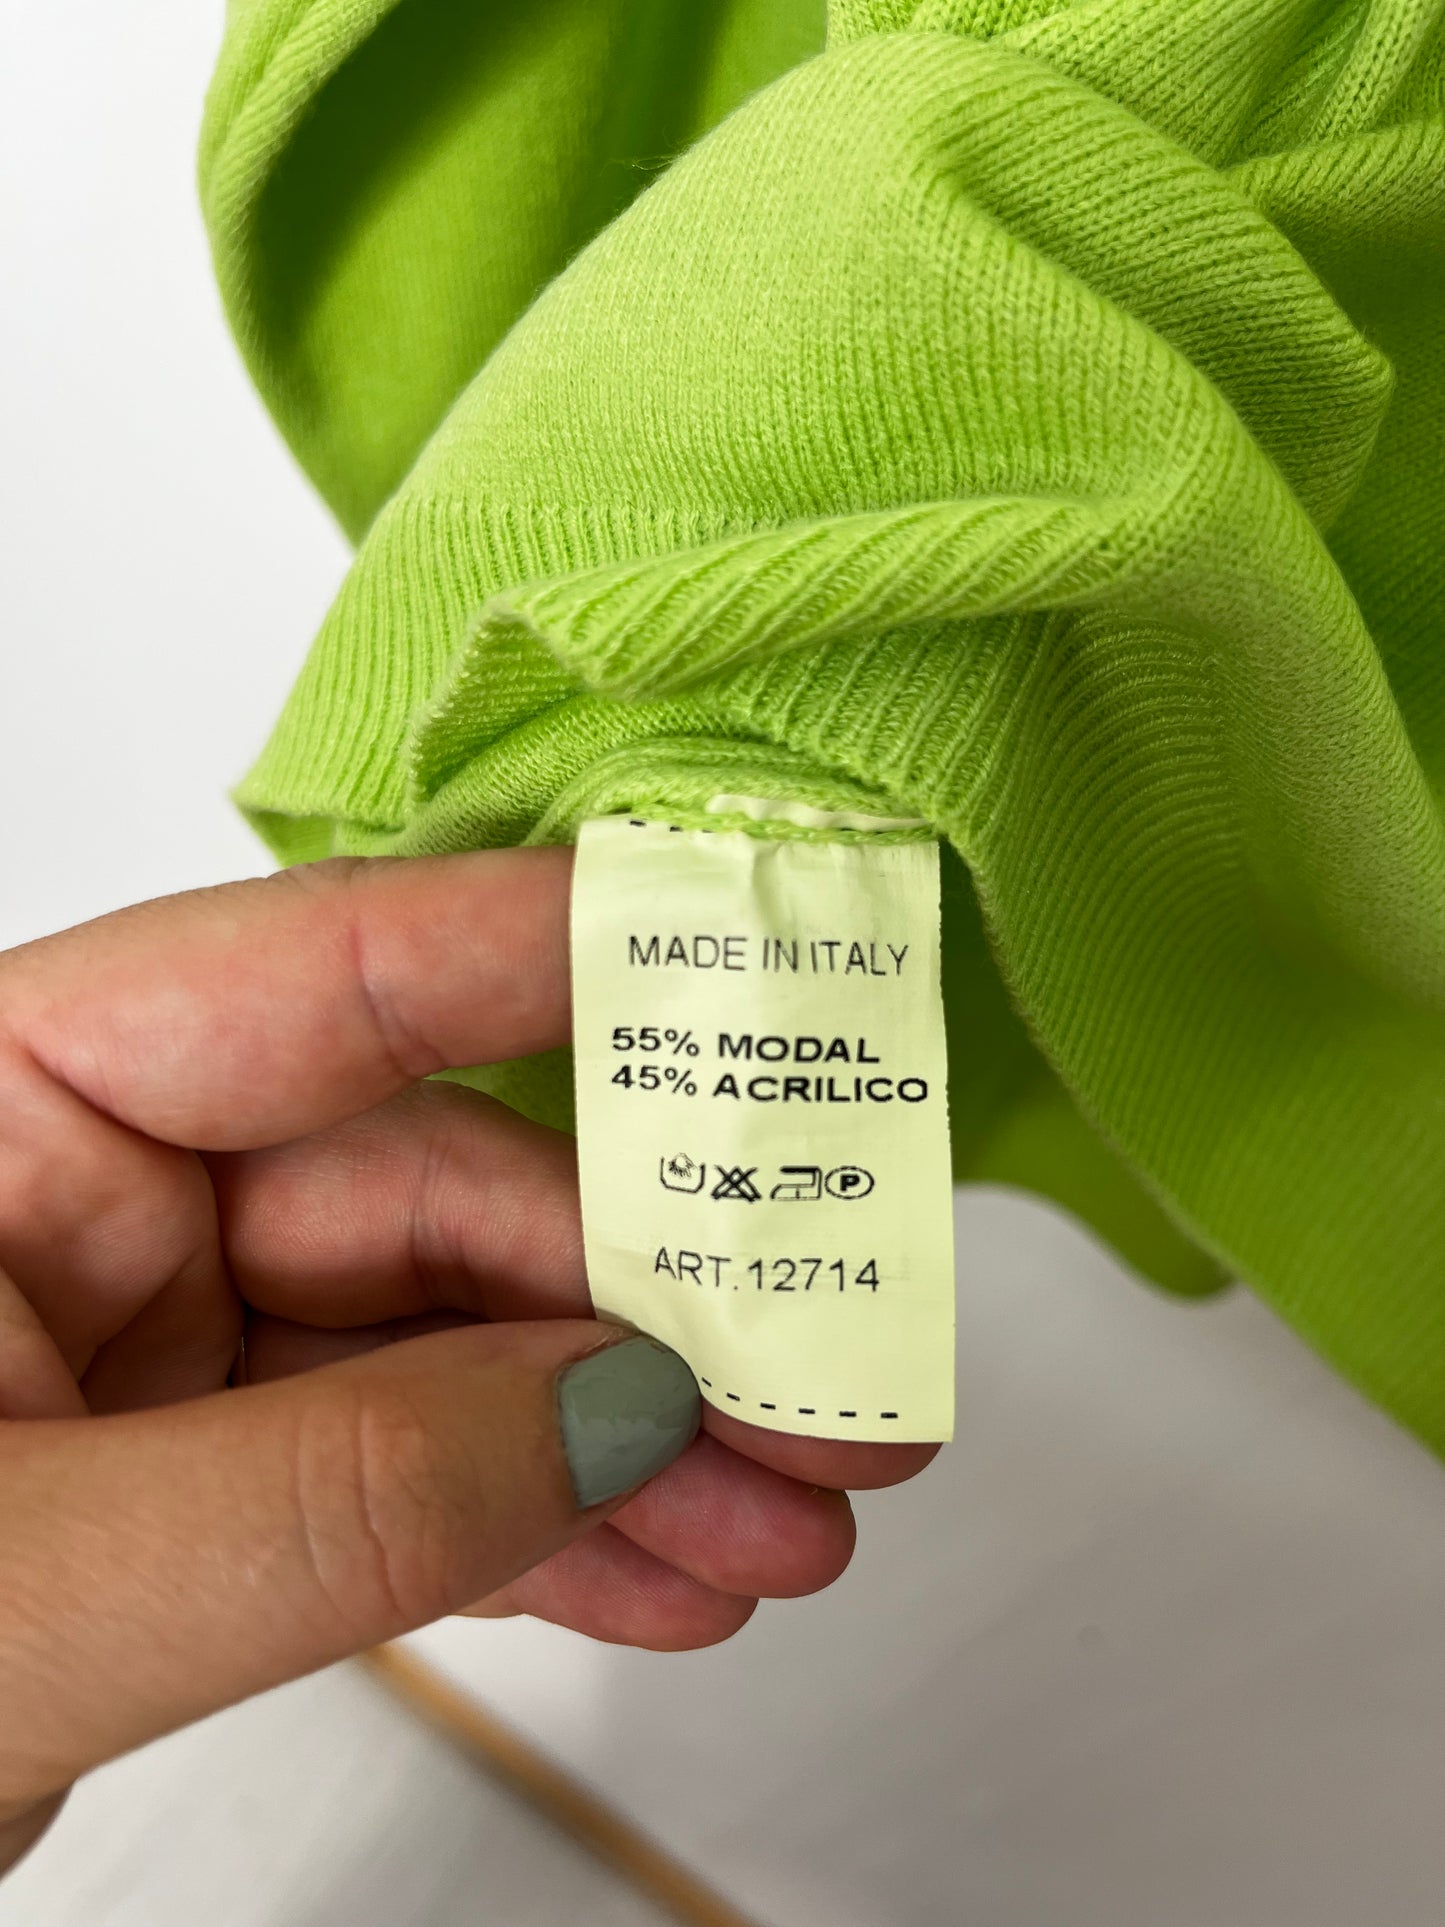 MADE IN ITALY
55% MODAL
45% ACRILICO
P
ART.12714